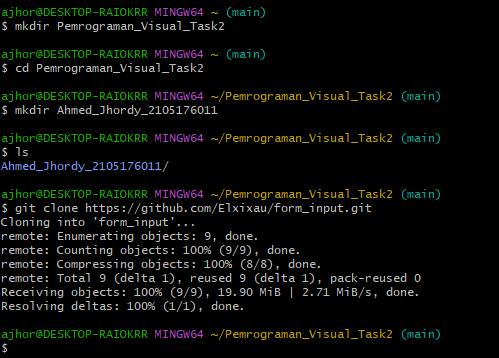 ajhor@DESKTOP-RAIOKRR MINGW64 ~ (main)
$ mkdir Pemrograman_Visual_Task2
ajhor@DESKTOP-RAIOKRR MINGW64 ~ (main)
$ cd Pemrograman_Visual_Task2
ajhor@DESKTOP-RAIOKRR MINGW64 ~/Pemrograman_Visual_Task2 (main)
$ mkdir Ahmed_Jhordy_2105176011
ajhor@DESKTOP-RAIOKRR MINGW64 ~/Pemrograman_Visual_Task2 (main)
$ ls
Ahmed_Jhordy_2105176011/
ajhor@DESKTOP-RAIOKRR MINGW64 ~/Pemrograman_Visual_Task2 (main)
$ git clone https://github.com/Elxixau/form_input.git
Cloning into 'form_input'...
remote: Enumerating objects: 9, done.
remote: Counting objects: 100% (9/9), done.
remote: Compressing objects: 100% (8/8), done.
remote: Total 9 (delta 1), reused 9 (delta 1), pack-reused 0
Receiving objects: 100% (9/9), 19.90 MiB | 2.71 MiB/s, done.
Resolving deltas: 100% (1/1), done.
ajhor@DESKTOP-RAIOKRR MINGW64 ~/Pemrograman_Visual_Task2 (main)
$